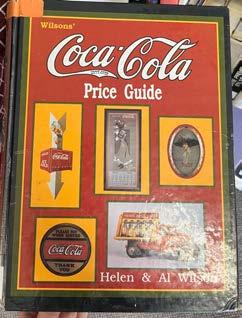 Wilsons'
Coca-Cola
Price Guide
Coca-Cola
Coca-Cola
THANK
YOU
Helen & Al Wilson